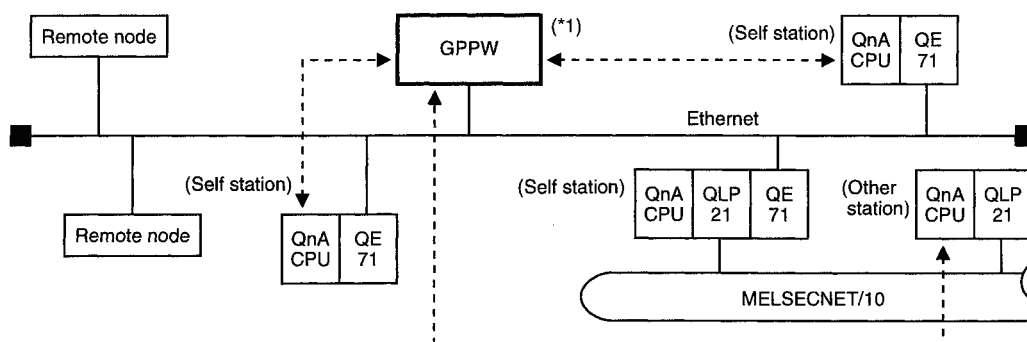 Remote node
GPPW
(*1)
(Self station)
QnA
CPU
QE
71
Ethernet
(Self station)
QnA
CPU
QE
71
Remote node
(Self station)
QnA
CPU
QLP
21
QE
71
(Other
station)
QnA
CPU
QLP
21
MELSECNET/10